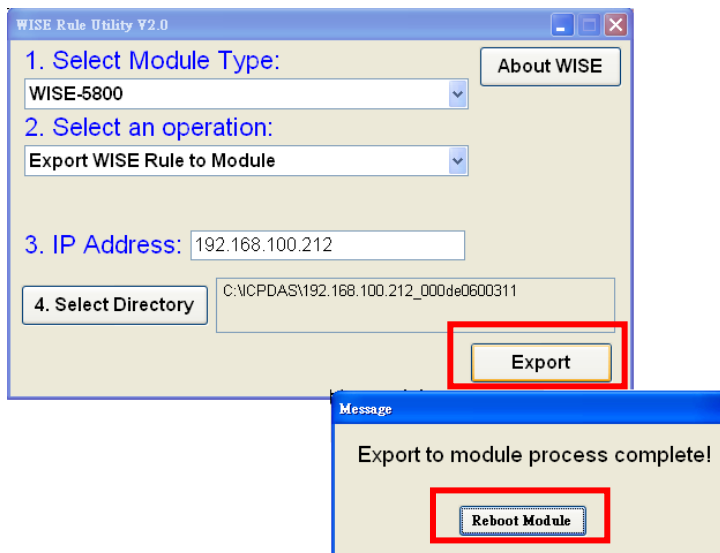 WISE Rule Utility V2.0
1. Select Module Type:
About WISE
WISE-5800
2. Select an operation:
Export WISE Rule to Module
3. IP Address: 192.168.100.212
4. Select Directory
C:\ICPDAS\192.168.100.212_000de0600311
Export
Message
Export to module process complete!
Reboot Module